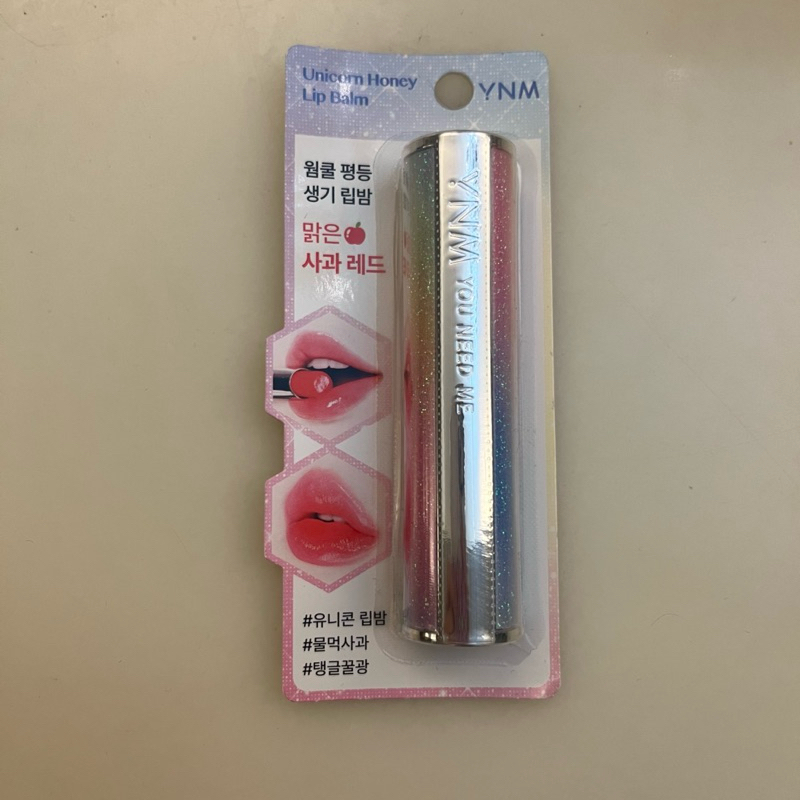 Unicorn Honey
Lip Balm
YNM
웜쿨 평등
생기 립밤
맑은
사과 레드
YNM YOU NEED ME
#유니콘 립밤
#물먹사과
#탱글꿀광